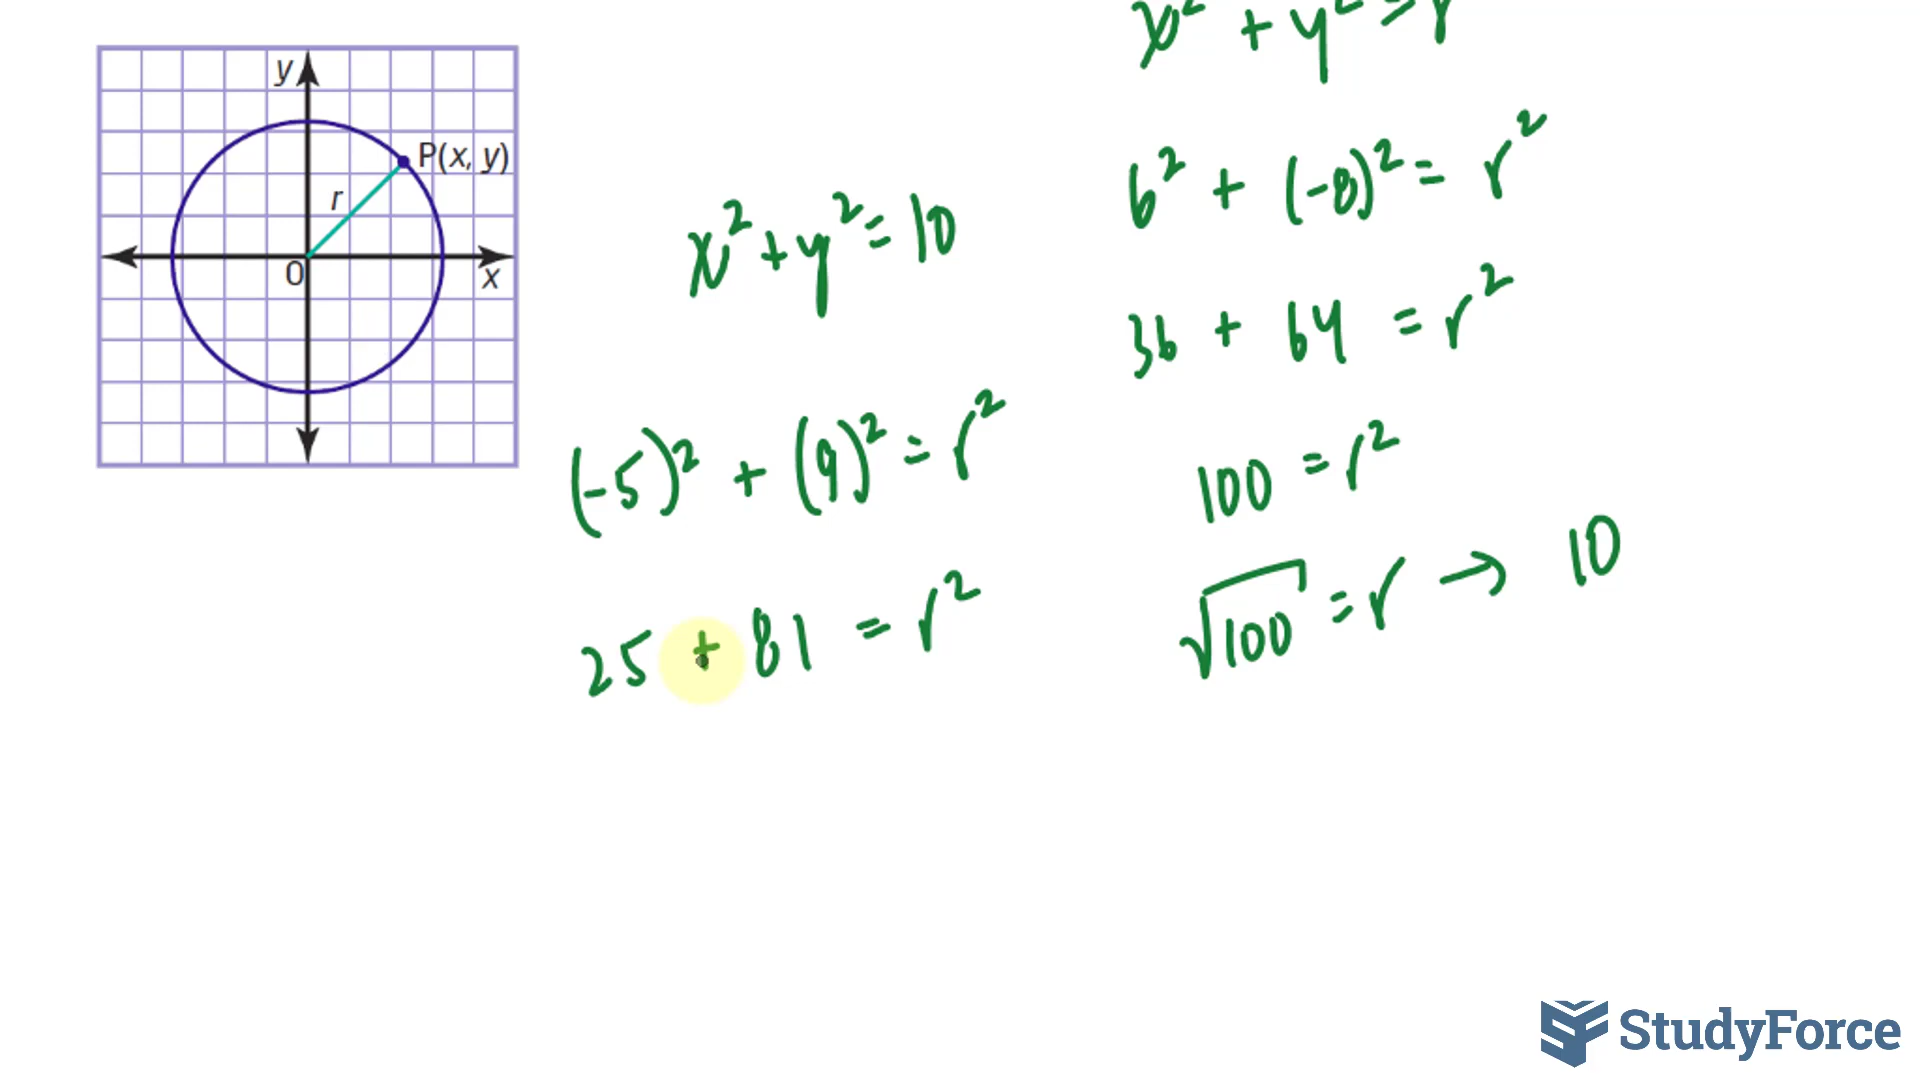 y
P(x, y)
r
0
x
x² + y² = 10
(-5)² + (9)² = r²
25 + 81 = r²
x² + y² = r
6² + (-8)² = r²
36 + 64 = r²
100 = r²
√100 = r → 10
StudyForce